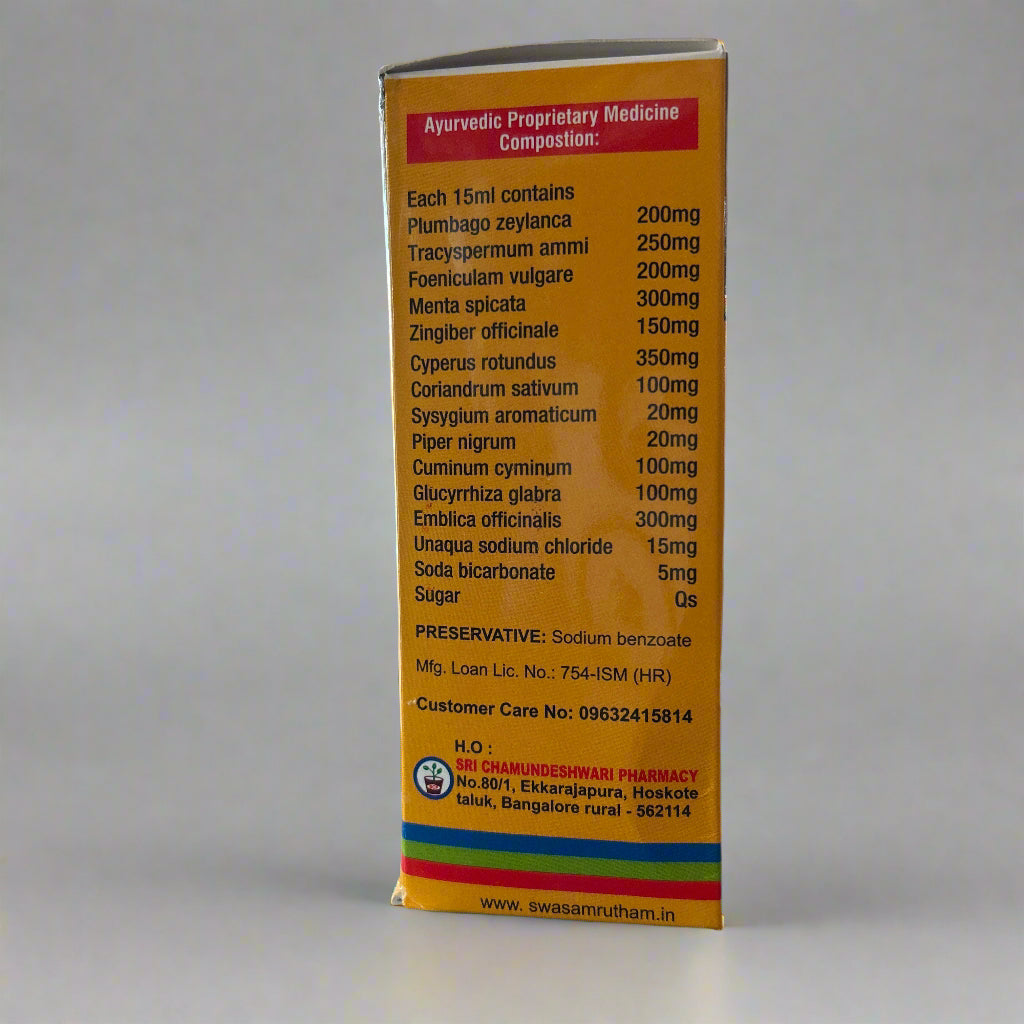 Ayurvedic Proprietary Medicine
Compostion:
Each 15ml contains
Plumbago zeylanca 200mg
Tracyspermum ammi 250mg
Foeniculam vulgare 200mg
Menta spicata 300mg
Zingiber officinale 150mg
Cyperus rotundus 350mg
Coriandrum sativum 100mg
Sysygium aromaticum 20mg
Piper nigrum 20mg
Cuminum cyminum 100mg
Glucyrrhiza glabra 100mg
Emblica officinalis 300mg
Unaqua sodium chloride 15mg
Soda bicarbonate 5mg
Sugar Qs
PRESERVATIVE: Sodium benzoate
Mfg. Loan Lic. No.: 754-ISM (HR)
Customer Care No: 09632415814
H.O :
SRI CHAMUNDESHWARI PHARMACY
No.80/1, Ekkarajapura, Hoskote
taluk, Bangalore rural - 562114
www. swasamrutham.in